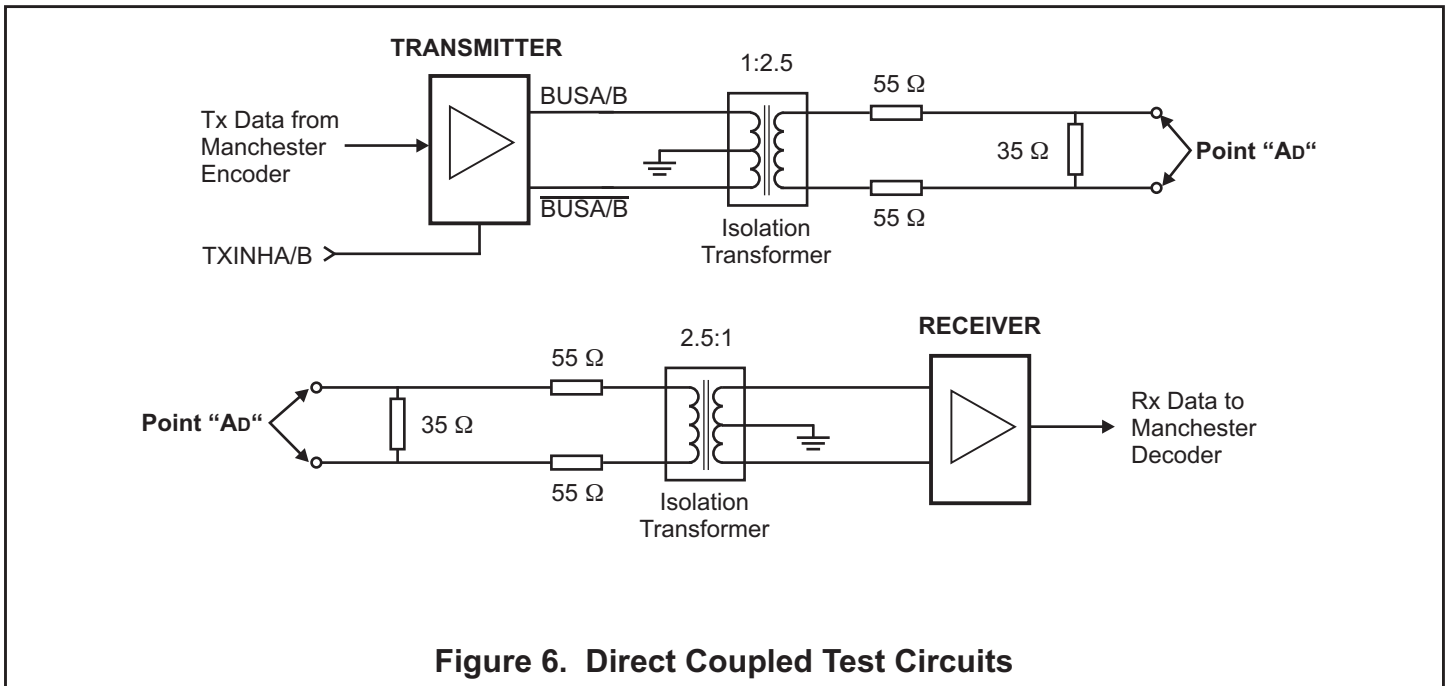 TRANSMITTER
1:2.5
55 Ω
BUSA/B
Tx Data from
Manchester
Encoder
35 Ω
Point “AD“
BUSA/B
55 Ω
Isolation
Transformer
TXINHA/B
RECEIVER
2.5:1
55 Ω
Point “AD“
35 Ω
Rx Data to
Manchester
Decoder
55 Ω
Isolation
Transformer
Figure 6. Direct Coupled Test Circuits